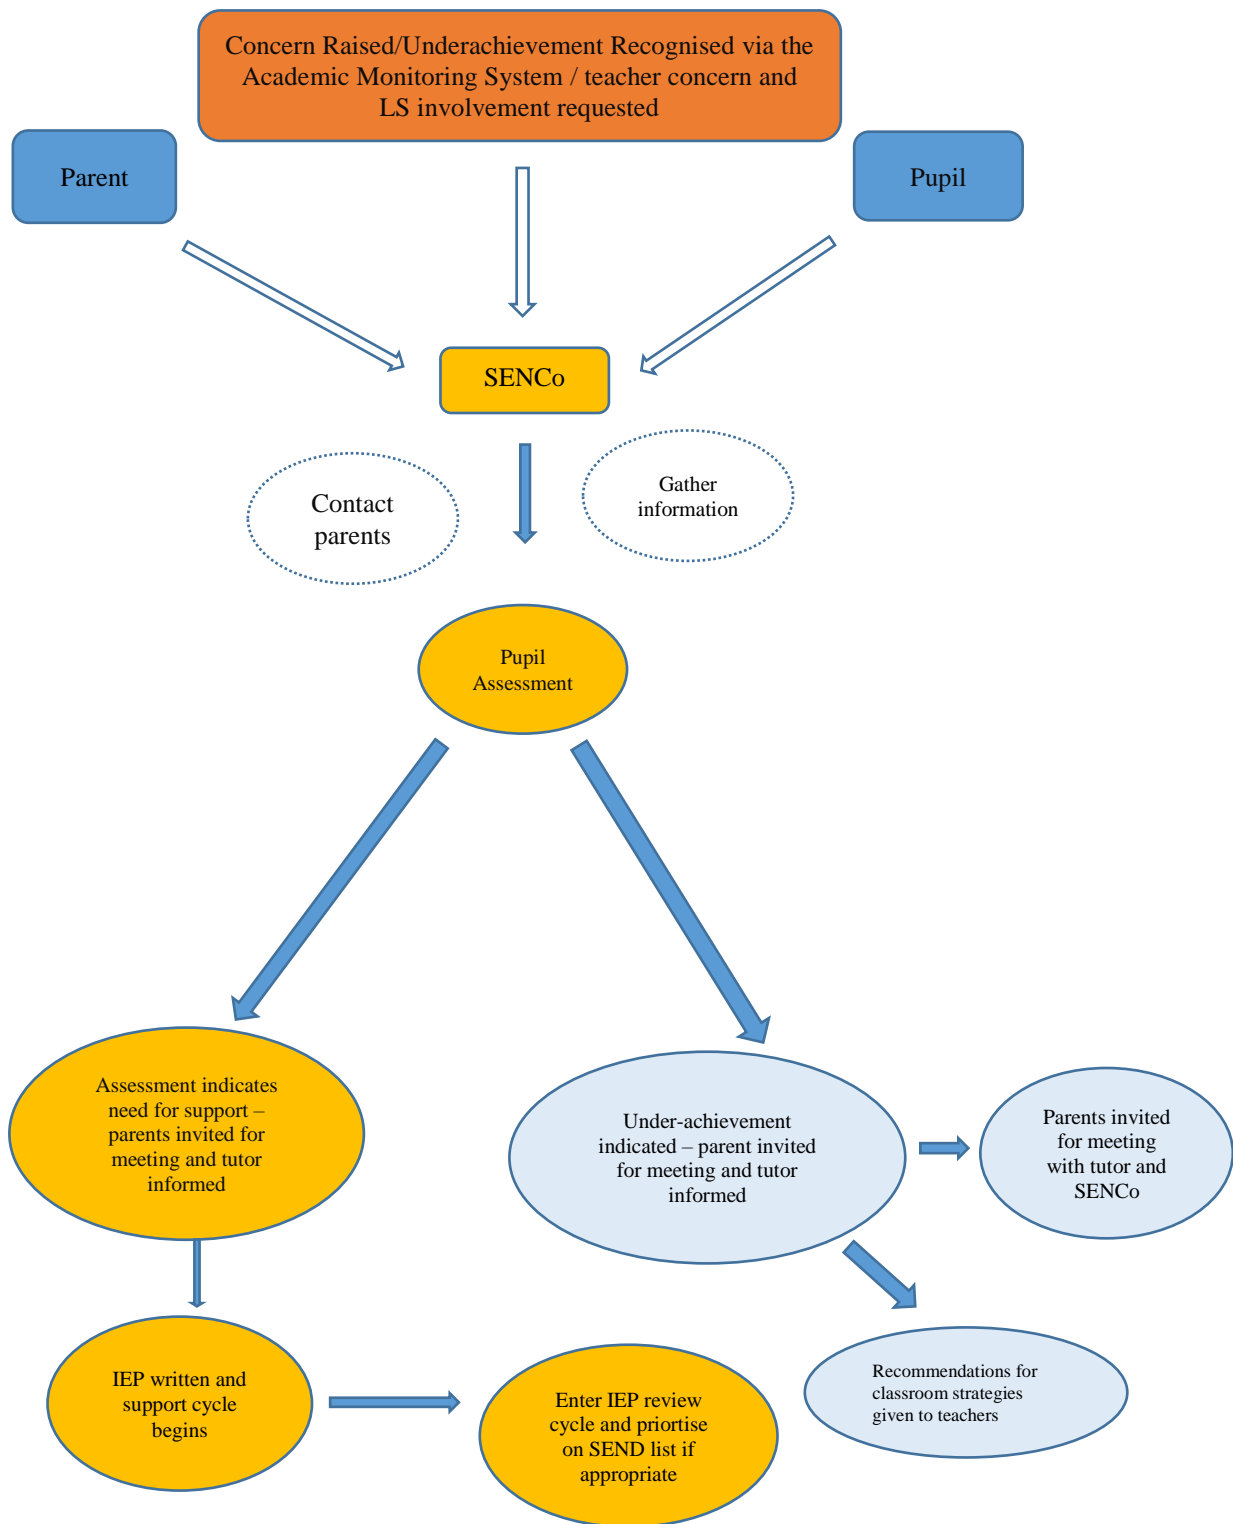 Concern Raised/Underachievement Recognised via the
Academic Monitoring System / teacher concern and
LS involvement requested
Parent
Pupil
SENCo
Contact
parents
Gather
information
Pupil
Assessment
Assessment indicates
need for support –
parents invited for
meeting and tutor
informed
Under-achievement
indicated – parent invited
for meeting and tutor
informed
Parents invited
for meeting
with tutor and
SENCo
IEP written and
support cycle
begins
Enter IEP review
cycle and priortise
on SEND list if
appropriate
Recommendations for
classroom strategies
given to teachers